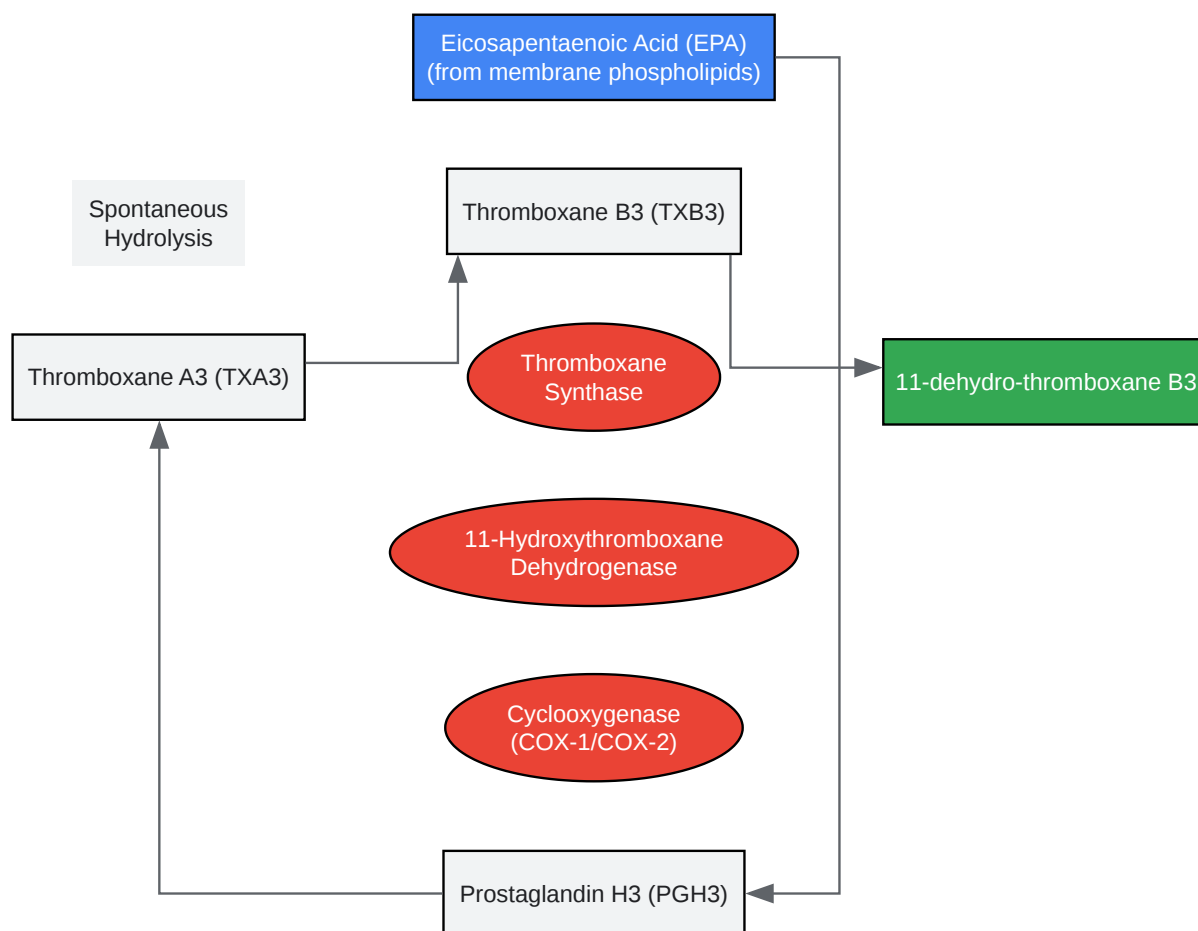 Eicosapentaenoic Acid (EPA)
(from membrane phospholipids)
Spontaneous
Hydrolysis
Thromboxane B3 (TXB3)
Thromboxane A3 (TXA3)
Thromboxane
Synthase
11-dehydro-thromboxane B3
11-Hydroxythromboxane
Dehydrogenase
Cyclooxygenase
(COX-1/COX-2)
Prostaglandin H3 (PGH3)